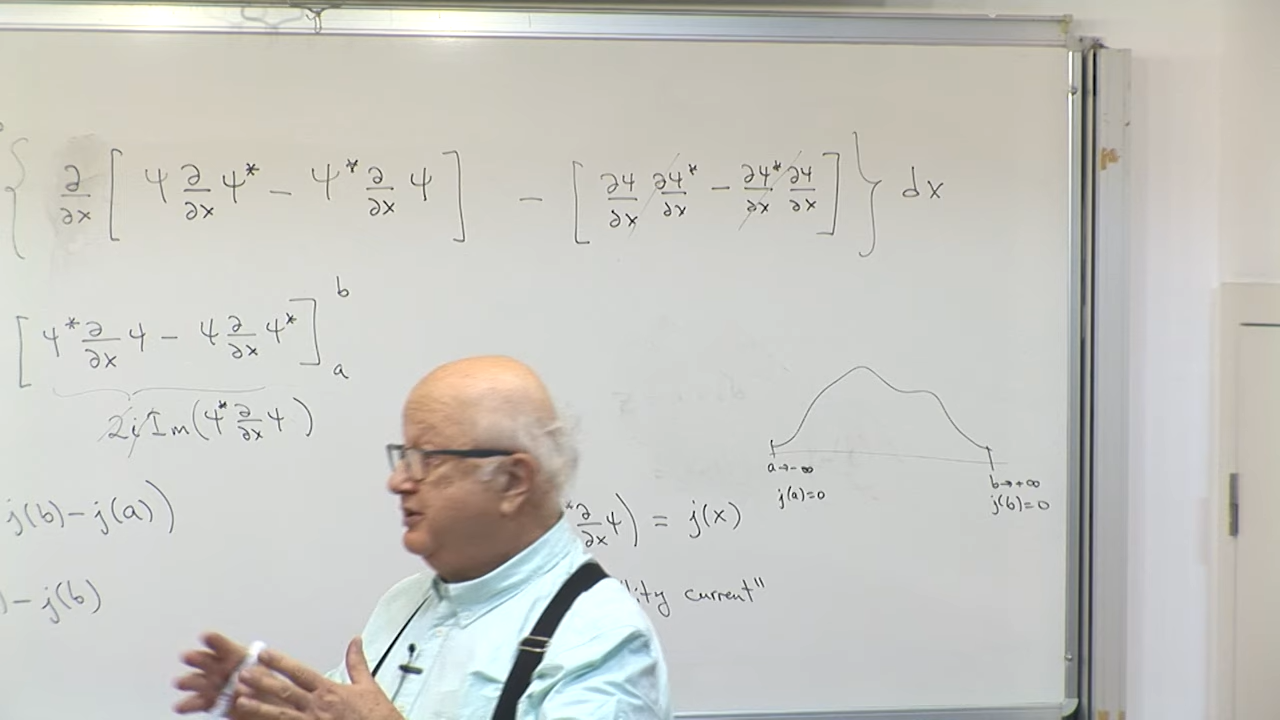 { ∂/∂x [ ψ ∂/∂x ψ* − ψ* ∂/∂x ψ ] − [ ∂ψ/∂x ∂ψ*/∂x − ∂ψ*/∂x ∂ψ/∂x ] } dx
[ ψ* ∂/∂x ψ − ψ ∂/∂x ψ* ]
b
a
2i Im(ψ* ∂/∂x ψ)
a→−∞
j(a)=0
b→+∞
j(b)=0
j(b)−j(a))
* ∂/∂x ψ) = j(x)
)−j(b)
ity current"